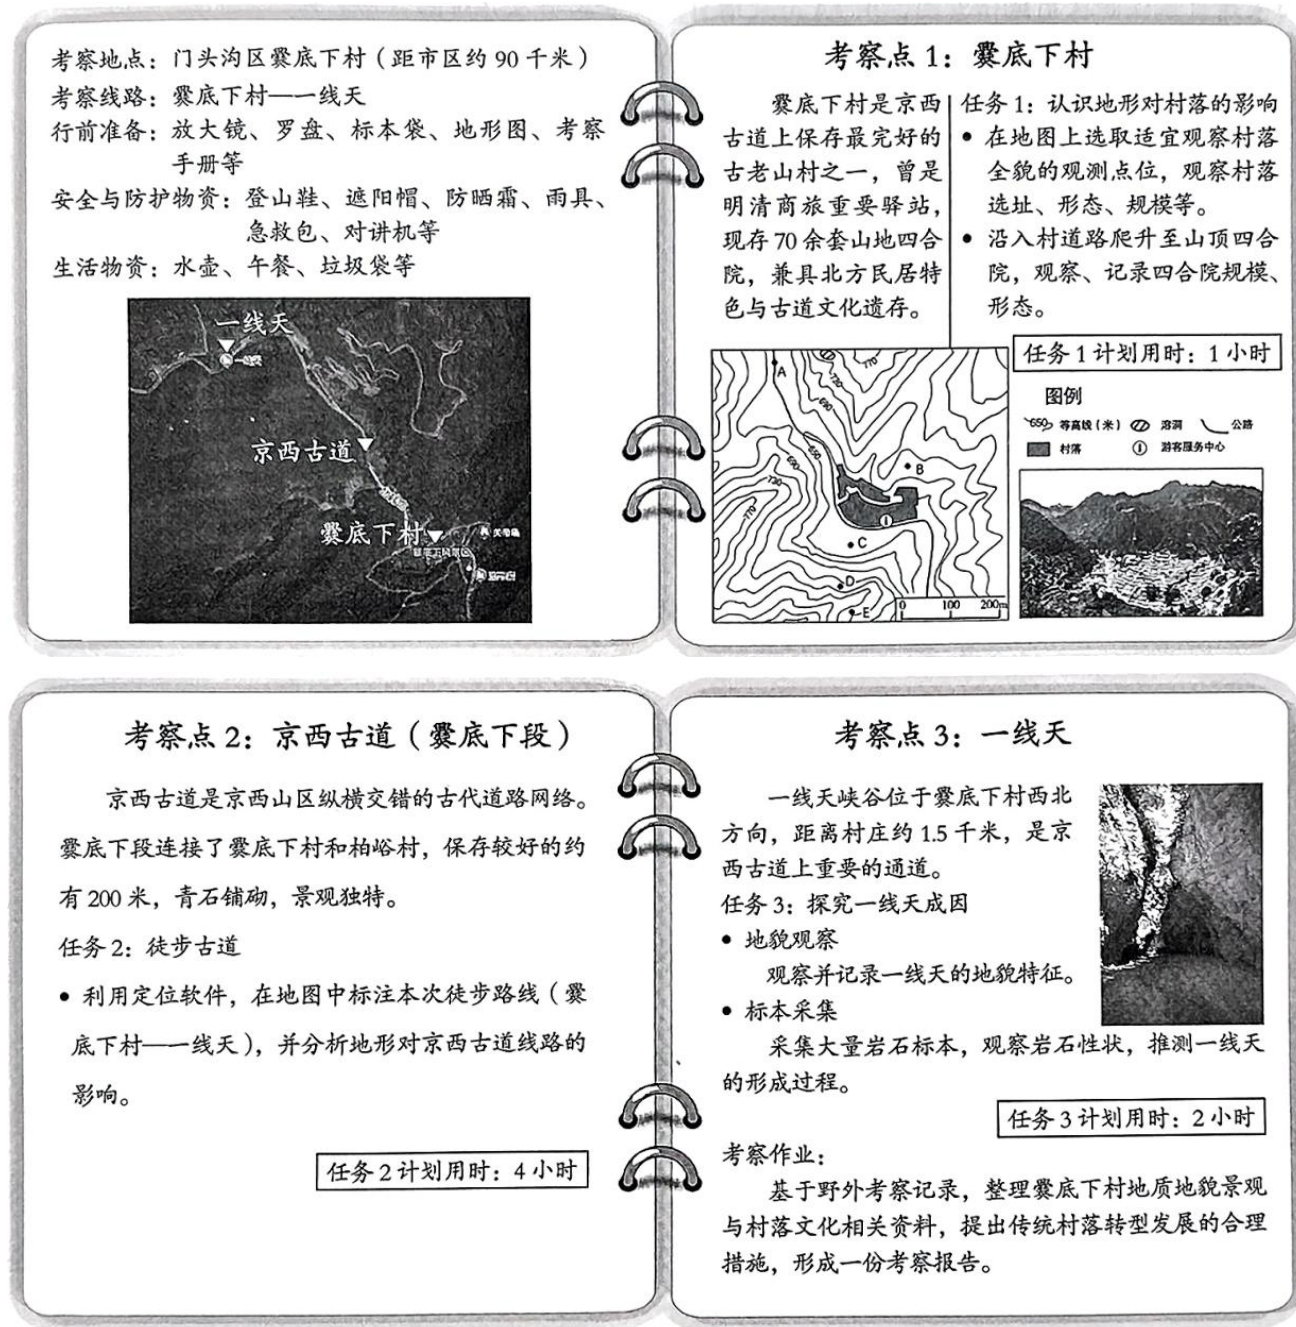 考察地点：门头沟区爨底下村（距市区约90千米）
考察线路：爨底下村—一线天
行前准备：放大镜、罗盘、标本袋、地形图、考察
手册等
安全与防护物资：登山鞋、遮阳帽、防晒霜、雨具、
急救包、对讲机等
生活物资：水壶、午餐、垃圾袋等
一线天
京西古道
爨底下村
考察点1：爨底下村
爨底下村是京西
古道上保存最完好的
古老山村之一，曾是
明清商旅重要驿站，
现存70余套山地四合
院，兼具北方民居特
色与古道文化遗存。
任务1：认识地形对村落的影响
• 在地图上选取适宜观察村落
全貌的观测点位，观察村落
选址、形态、规模等。
• 沿入村道路爬升至山顶四合
院，观察、记录四合院规模、
形态。
任务1计划用时：1小时
A
730
770
690
650
690
730
770
B
C
D
E
0 100 200m
图例
650 等高线（米） 溶洞 公路
村落 游客服务中心
考察点2：京西古道（爨底下段）
京西古道是京西山区纵横交错的古代道路网络。
爨底下段连接了爨底下村和柏峪村，保存较好的约
有200米，青石铺砌，景观独特。
任务2：徒步古道
• 利用定位软件，在地图中标注本次徒步路线（爨
底下村—一线天），并分析地形对京西古道线路的
影响。
任务2计划用时：4小时
考察点3：一线天
一线天峡谷位于爨底下村西北
方向，距离村庄约1.5千米，是京
西古道上重要的通道。
任务3：探究一线天成因
• 地貌观察
观察并记录一线天的地貌特征。
• 标本采集
采集大量岩石标本，观察岩石性状，推测一线天
的形成过程。
任务3计划用时：2小时
考察作业：
基于野外考察记录，整理爨底下村地质地貌景观
与村落文化相关资料，提出传统村落转型发展的合理
措施，形成一份考察报告。